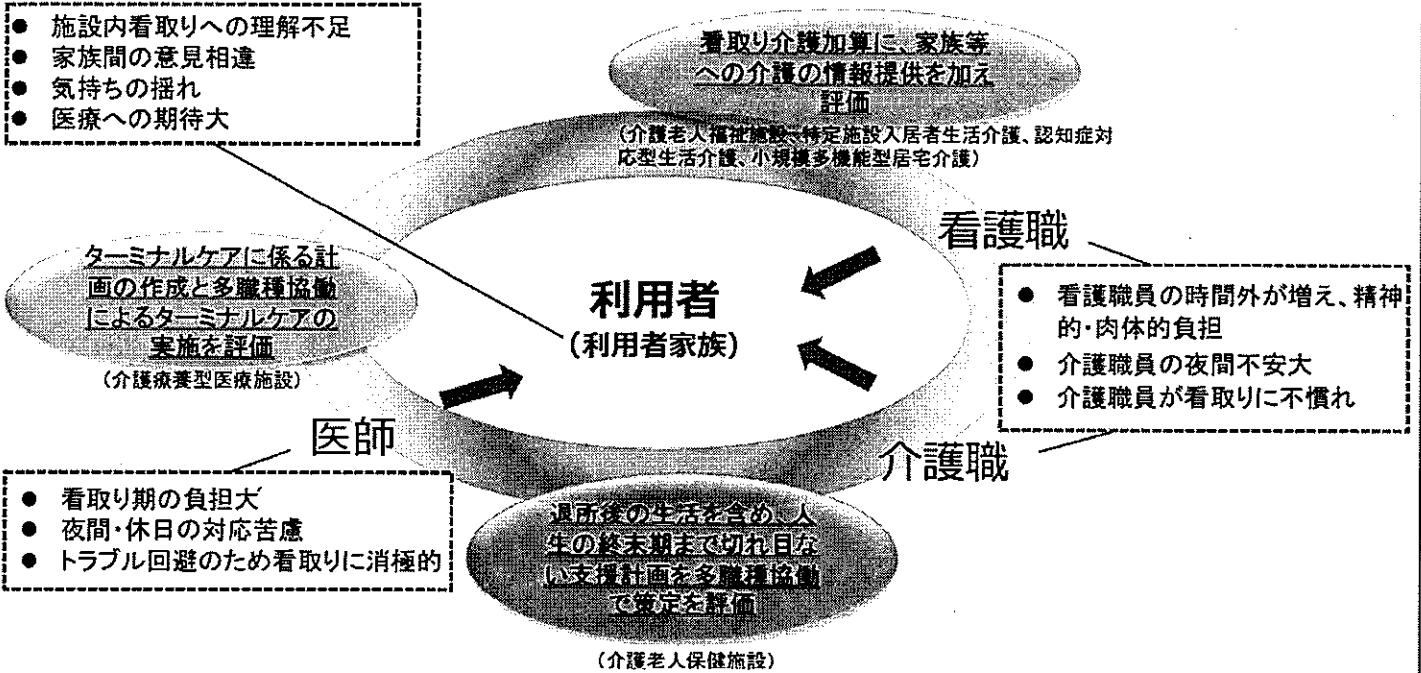 ● 施設内看取りへの理解不足
● 家族間の意見相違
● 気持ちの揺れ
● 医療への期待大
看取り介護加算に、家族等
への介護の情報提供を加え
評価
(介護老人福祉施設、特定施設入居者生活介護、認知症対
応型生活介護、小規模多機能型居宅介護)
ターミナルケアに係る計
画の作成と多職種協働
によるターミナルケアの
実施を評価
(介護療養型医療施設)
利用者
(利用者家族)
看護職
● 看護職員の時間外が増え、精神
的・肉体的負担
● 介護職員の夜間不安大
● 介護職員が看取りに不慣れ
介護職
医師
● 看取り期の負担大
● 夜間・休日の対応苦慮
● トラブル回避のため看取りに消極的
退所後の生活を含め、人
生の終末期まで切れ目な
い支援計画を多職種協働
で策定を評価
(介護老人保健施設)